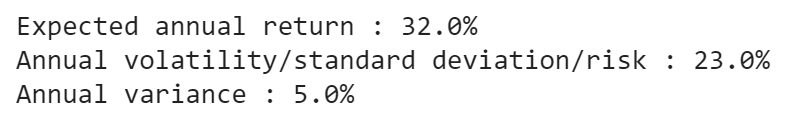 Expected annual return : 32.0%
Annual volatility/standard deviation/risk : 23.0%
Annual variance : 5.0%